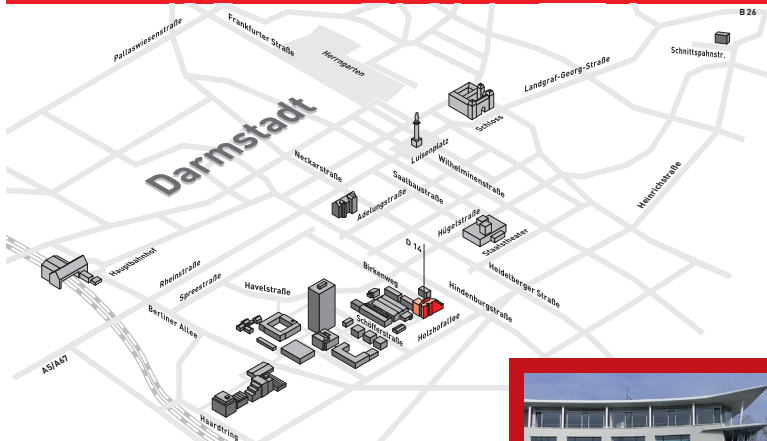 B 26
Pallaswiesenstraße
Frankfurter Straße
Herrngarten
Schnittspahnstr.
Landgraf-Georg-Straße
Schloss
Darmstadt
Luisenplatz
Wilhelminenstraße
Neckarstraße
Saalbaustraße
Adelungstraße
Heinrichstraße
Hügelstraße
Staatstheater
D 14
Hauptbahnhof
Rheinstraße
Spreestraße
Havelstraße
Birkenweg
Heidelberger Straße
Hindenburgstraße
Berliner Allee
Schöfferstraße
Holzhofallee
A5/A67
Haardtring